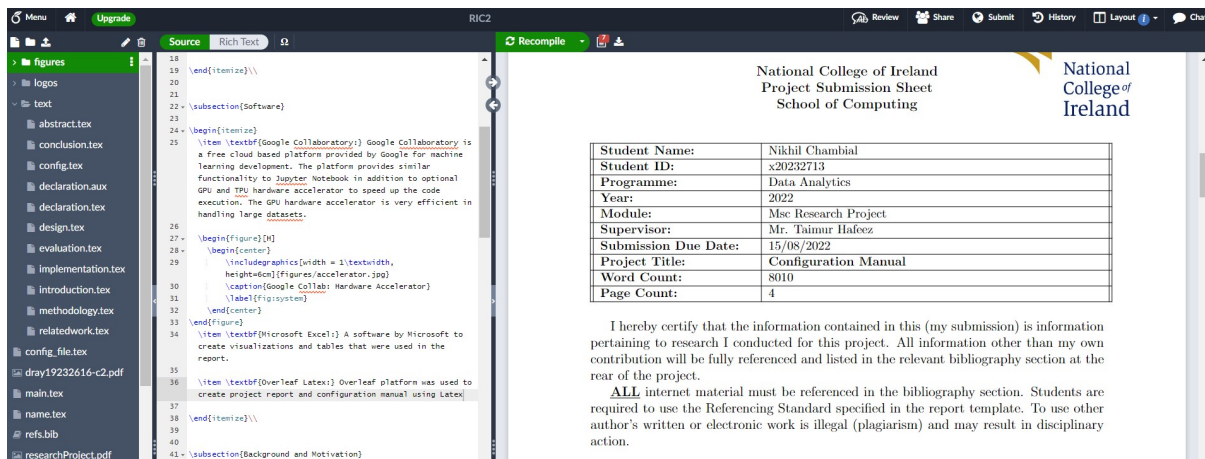 Menu
Upgrade
RIC2
Review
Share
Submit
History
Layout 1
Chat
Source
Rich Text
Ω
Recompile
7
figures
logos
text
abstract.tex
conclusion.tex
config.tex
declaration.aux
declaration.tex
design.tex
evaluation.tex
implementation.tex
introduction.tex
methodology.tex
relatedwork.tex
config_file.tex
dray19232616-c2.pdf
main.tex
name.tex
refs.bib
researchProject.pdf
18
19 \end{itemize}\\
20
21
22 \subsection{Software}
23
24 \begin{itemize}
25 \item \textbf{Google Collaboratory:} Google Collaboratory is
a free cloud based platform provided by Google for machine
learning development. The platform provides similar
functionality to Jupyter Notebook in addition to optional
GPU and TPU hardware accelerator to speed up the code
execution. The GPU hardware accelerator is very efficient in
handling large datasets.
26
27 \begin{figure}[H]
28 \begin{center}
29 \includegraphics[width = 1\textwidth,
height=6cm]{figures/accelerator.jpg}
30 \caption{Google Collab: Hardware Accelerator}
31 \label{fig:system}
32 \end{center}
33 \end{figure}
34 \item \textbf{Microsoft Excel:} A software by Microsoft to
create visualizations and tables that were used in the
report.
35
36 \item \textbf{Overleaf Latex:} Overleaf platform was used to
create project report and configuration manual using Latex
37
38 \end{itemize}\\
39
40
41 \subsection{Background and Motivation}
National College of Ireland
Project Submission Sheet
School of Computing
National
College of
Ireland
Student Name: Nikhil Chambial
Student ID: x20232713
Programme: Data Analytics
Year: 2022
Module: Msc Research Project
Supervisor: Mr. Taimur Hafeez
Submission Due Date: 15/08/2022
Project Title: Configuration Manual
Word Count: 8010
Page Count: 4
I hereby certify that the information contained in this (my submission) is information
pertaining to research I conducted for this project. All information other than my own
contribution will be fully referenced and listed in the relevant bibliography section at the
rear of the project.
ALL internet material must be referenced in the bibliography section. Students are
required to use the Referencing Standard specified in the report template. To use other
author's written or electronic work is illegal (plagiarism) and may result in disciplinary
action.